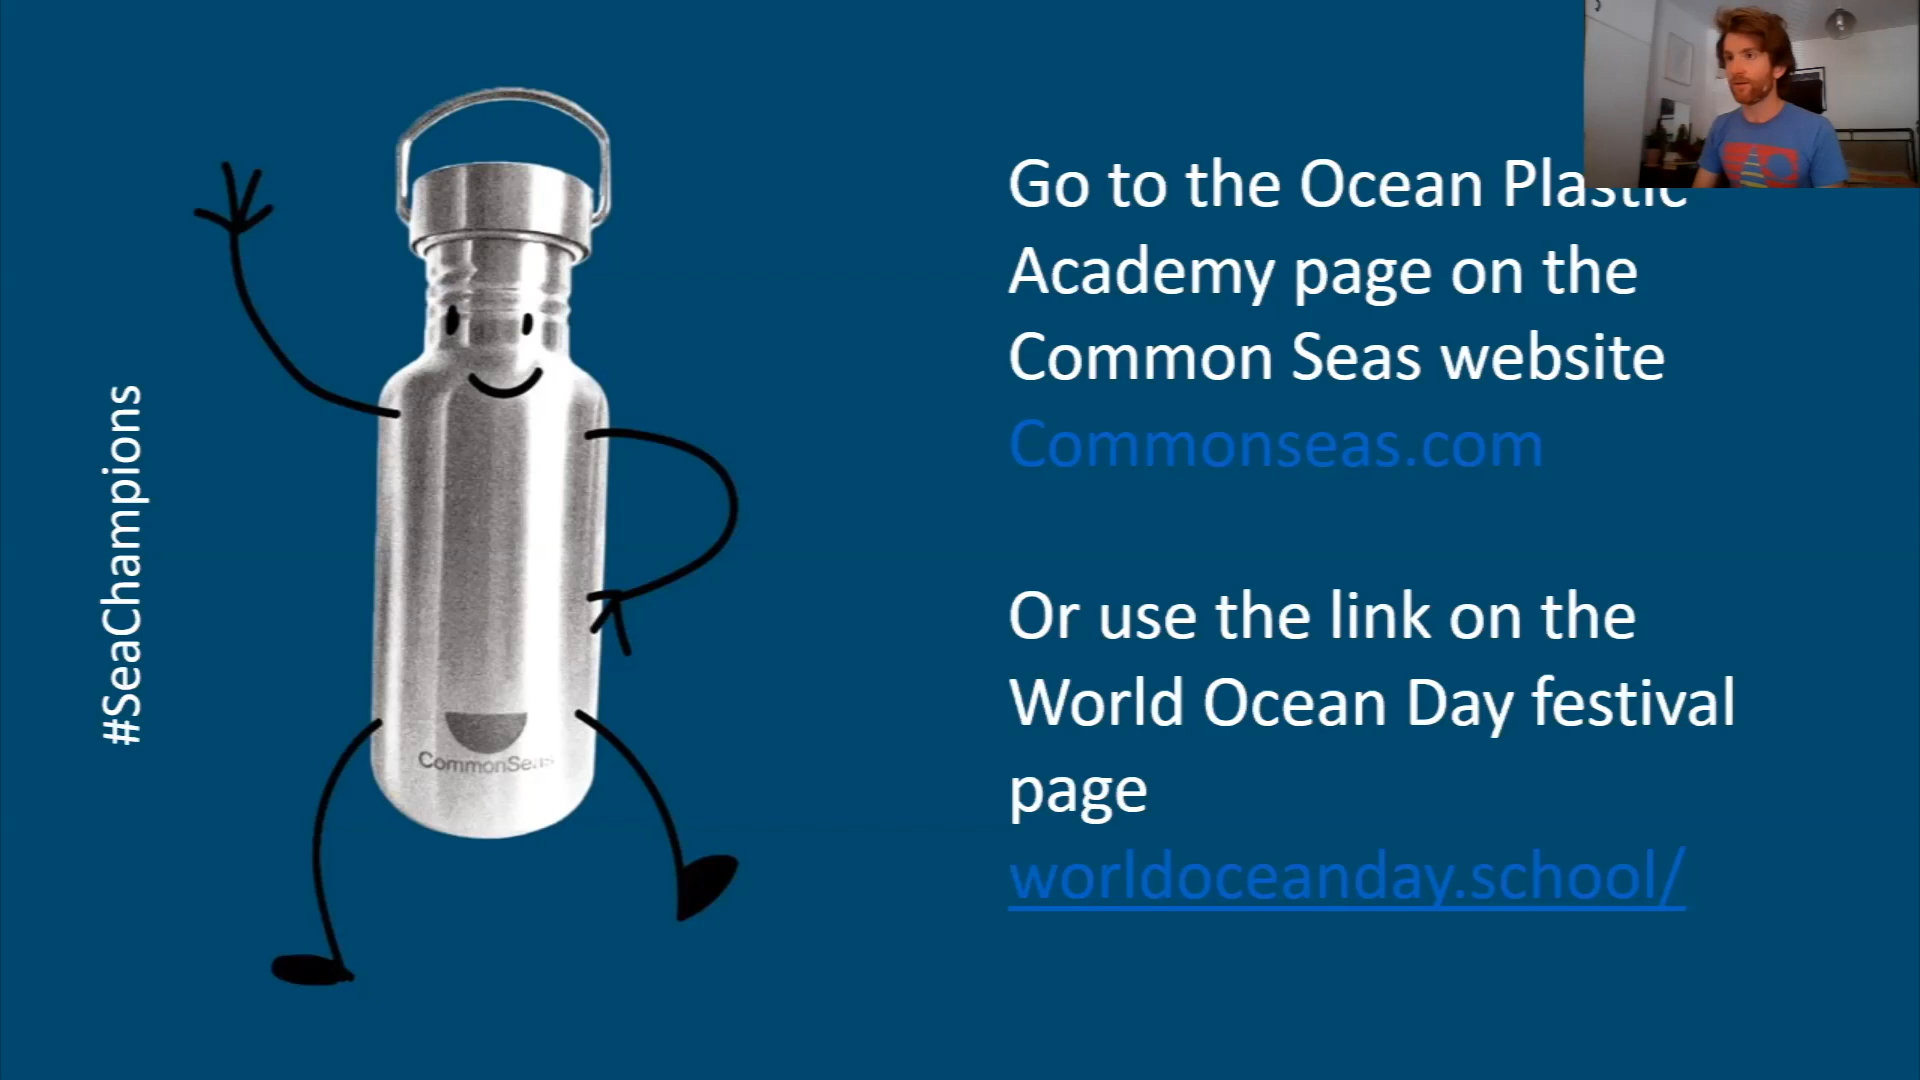 #SeaChampions
CommonSeas
Go to the Ocean Plastic
Academy page on the
Common Seas website
Commonseas.com
Or use the link on the
World Ocean Day festival
page
worldoceanday.school/